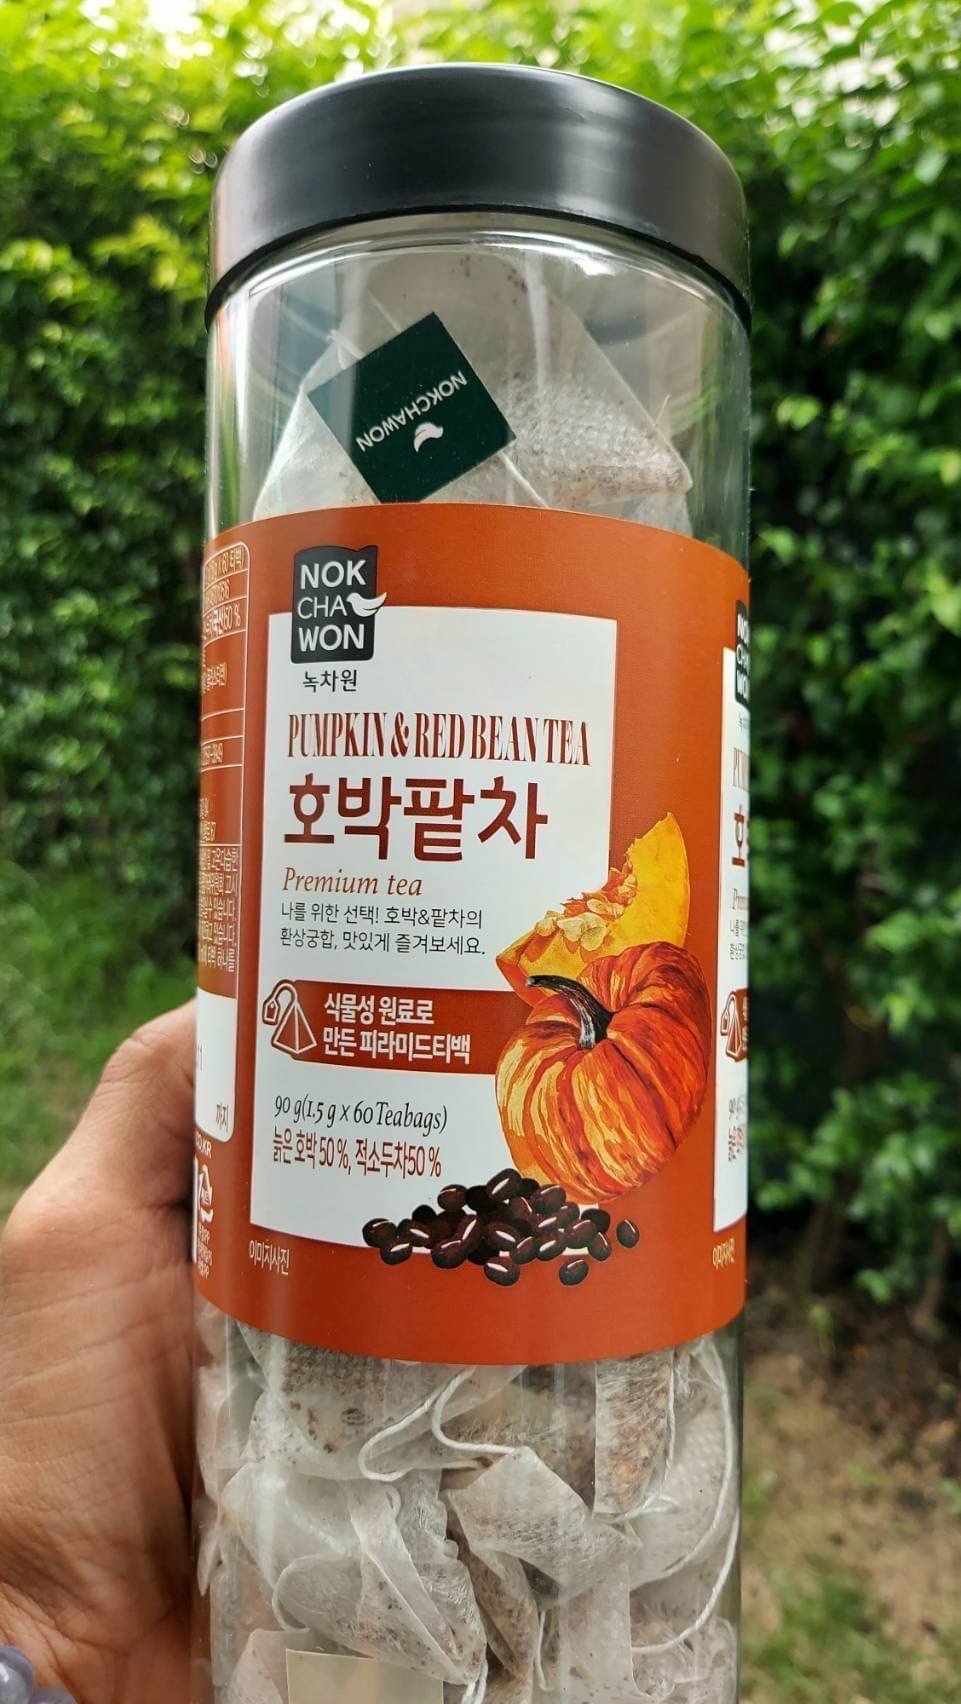 NOKCHAWON
NOKCHAWON
NOK
CHA
WON
녹차원
PUMPKIN & RED BEAN TEA
호박팥차
Premium tea
나를 위한 선택! 호박&팥차의
환상궁합, 맛있게 즐겨보세요.
식물성 원료로
만든 피라미드티백
90 g(1.5 g x 60 Teabags)
늙은 호박 50 %, 적소두차50 %
이미지사진
까지